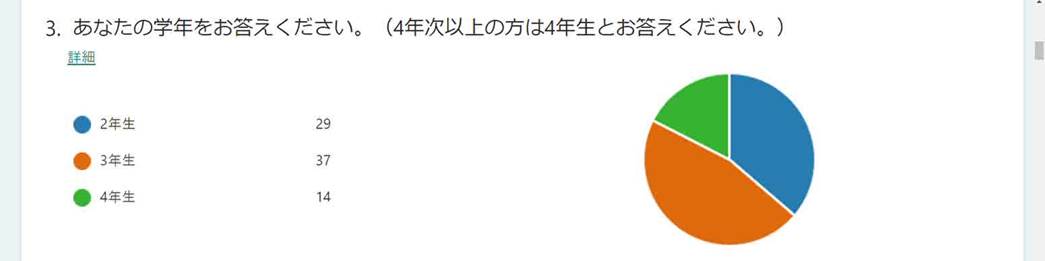 3. あなたの学年をお答えください。（4年次以上の方は4年生とお答えください。）
詳細
2年生 29
3年生 37
4年生 14